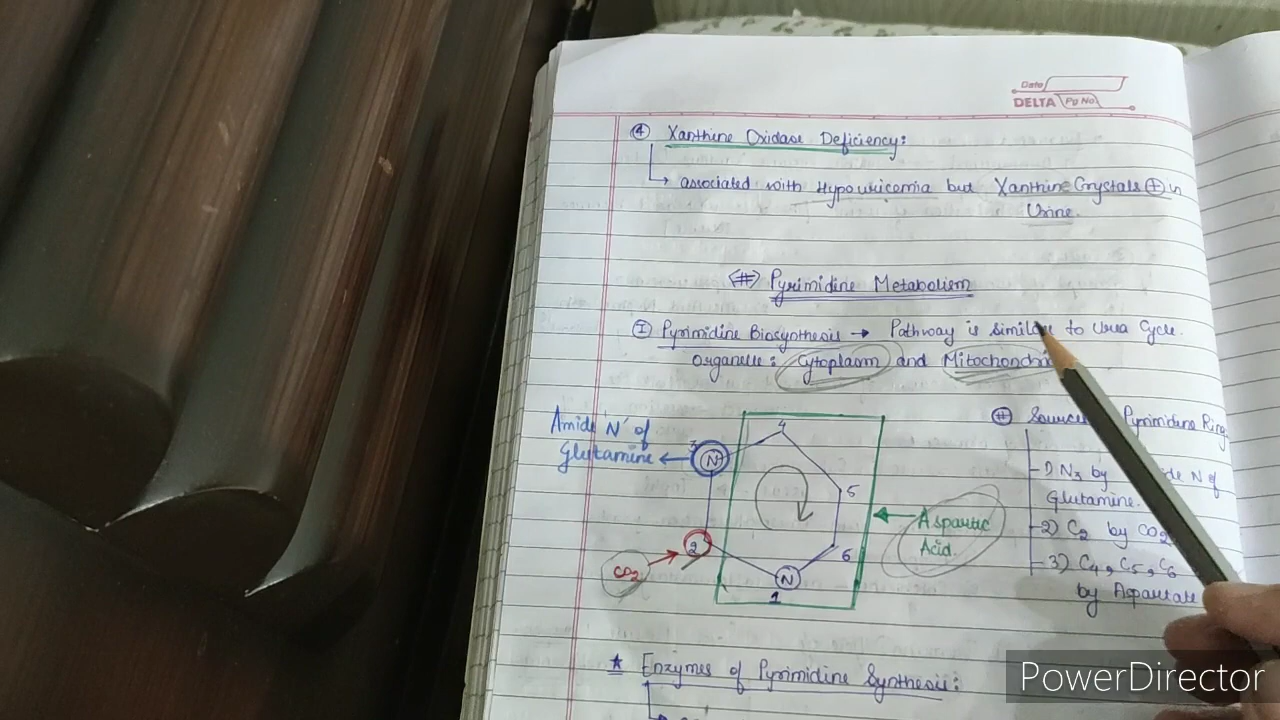 Date
DELTA Pg No
④ Xanthine Oxidase Deficiency:
↳ associated with Hypouricemia but Xanthine Crystals ⊕ in
Urine.
<#> Pyrimidine Metabolism
① Pyrimidine Biosynthesis → Pathway is similar to Urea Cycle.
Organelle: Cytoplasm and
Amide 'N' of
Glutamine ←
3
N
4
5
6
N
1
2
CO₂
Aspartic
Acid.
# Pyrimidine Ring
1) N₃ by N of
Glutamine.
2) C₂ by CO₂
3) C₄, C₅, C₆
by Aspartate
★ Enzymes of Pyrimidine Synthesis:
PowerDirector